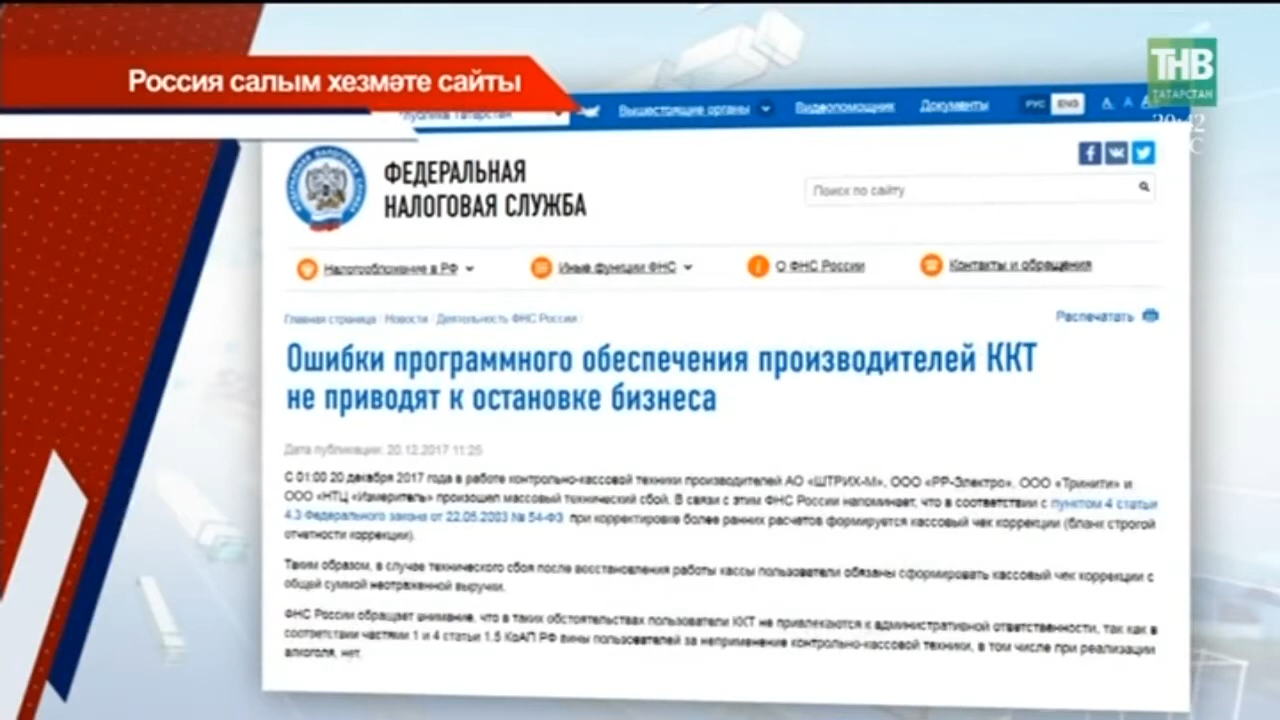 Россия салым хезмәте сайты
ТНВ
ТАТАРСТАН
Вышестоящие органы
Видеопомощник
Документы
РУС
ENG
A A A
ФЕДЕРАЛЬНАЯ
НАЛОГОВАЯ СЛУЖБА
Поиск по сайту
Налогообложение в РФ
Иные функции ФНС
О ФНС России
Контакты и обращения
Главная страница Новости Деятельность ФНС России
Распечатать
Ошибки программного обеспечения производителей ККТ
не приводят к остановке бизнеса
Дата публикации: 20.12.2017 11:25
С 01:00 20 декабря 2017 года в работе контрольно-кассовой техники производителей АО «ШТРИХ-М», ООО «РР-Электро», ООО «Тринити» и
ООО «НТЦ «Измеритель» произошел массовый технический сбой. В связи с этим ФНС России напоминает, что в соответствии с пунктом 4 статьи
4.3 Федерального закона от 22.05.2003 № 54-ФЗ при корректировке более ранних расчетов формируется кассовый чек коррекции (бланк строгой
отчетности коррекции).
Таким образом, в случае технического сбоя после восстановления работы кассы пользователи обязаны сформировать кассовый чек коррекции с
общей суммой неотраженной выручки.
ФНС России обращает внимание, что в таких обстоятельствах пользователи ККТ не привлекаются к административной ответственности, так как в
соответствии частями 1 и 4 статьи 1.5 КоАП РФ вины пользователей за неприменение контрольно-кассовой техники, в том числе при реализации
алкоголя, нет.